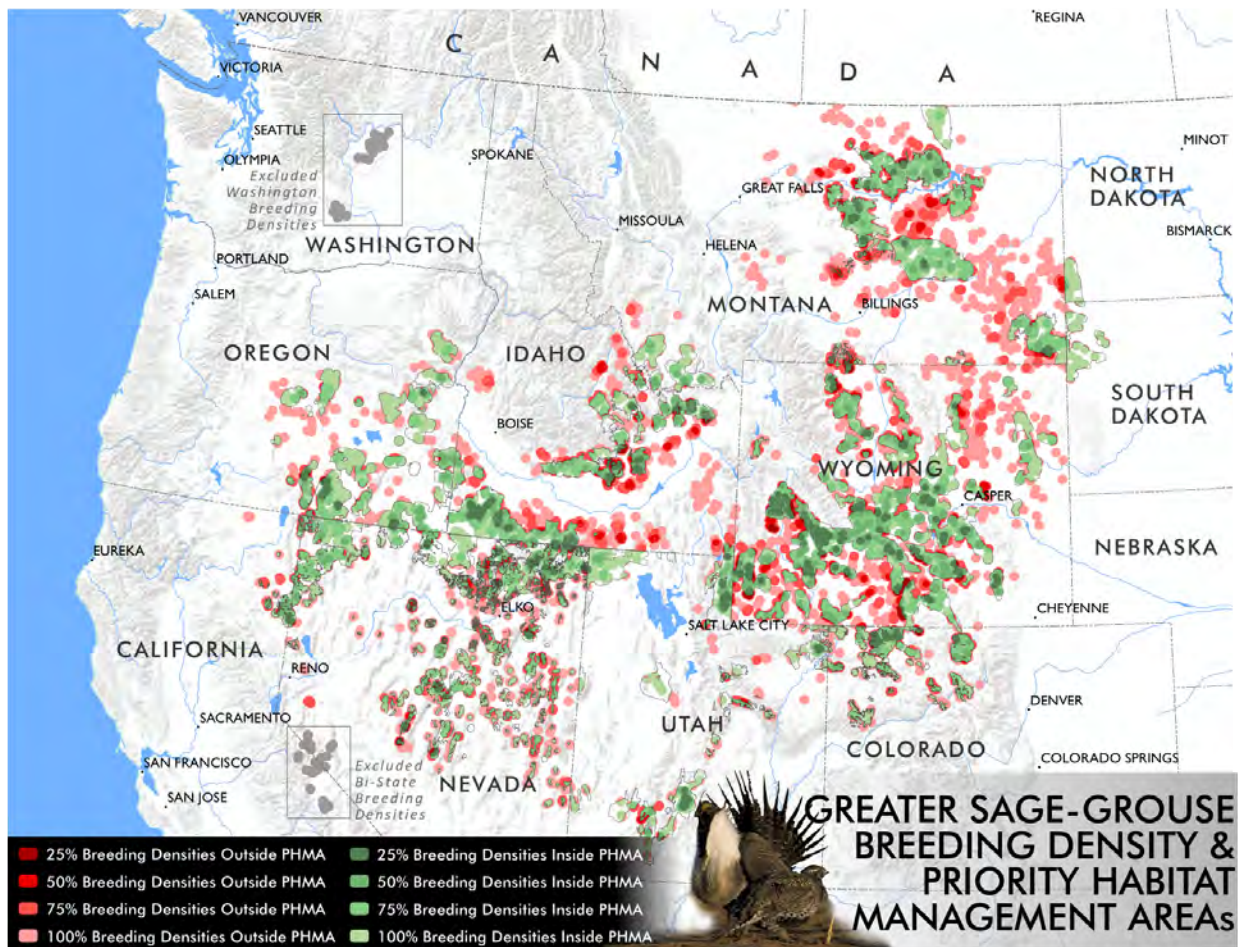 VANCOUVER
REGINA
C A N A D A
VICTORIA
SEATTLE
OLYMPIA
SPOKANE
MINOT
NORTH
DAKOTA
Excluded
Washington
Breeding
Densities
GREAT FALLS
MISSOULA
BISMARCK
WASHINGTON
HELENA
PORTLAND
SALEM
MONTANA
BILLINGS
OREGON
IDAHO
SOUTH
DAKOTA
BOISE
WYOMING
CASPER
EUREKA
NEBRASKA
ELKO
CHEYENNE
SALT LAKE CITY
CALIFORNIA
RENO
DENVER
SACRAMENTO
UTAH
COLORADO
SAN FRANCISCO
COLORADO SPRINGS
Excluded
Bi-State
Breeding
Densities
NEVADA
SAN JOSE
GREATER SAGE-GROUSE
BREEDING DENSITY &
PRIORITY HABITAT
MANAGEMENT AREAs
25% Breeding Densities Outside PHMA
50% Breeding Densities Outside PHMA
75% Breeding Densities Outside PHMA
100% Breeding Densities Outside PHMA
25% Breeding Densities Inside PHMA
50% Breeding Densities Inside PHMA
75% Breeding Densities Inside PHMA
100% Breeding Densities Inside PHMA